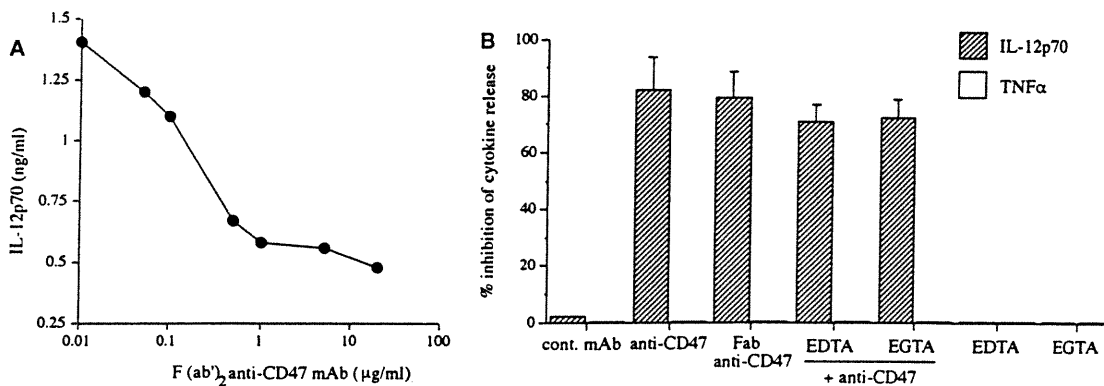 A
IL-12p70 (ng/ml)
1.5
1.25
1
0.75
0.5
0.25
0.01
0.1
1
10
100
F (ab')2 anti-CD47 mAb (µg/ml)
B
% inhibition of cytokine release
100
80
60
40
20
0
IL-12p70
TNFα
cont. mAb
anti-CD47
Fab
anti-CD47
EDTA
EGTA
+ anti-CD47
EDTA
EGTA